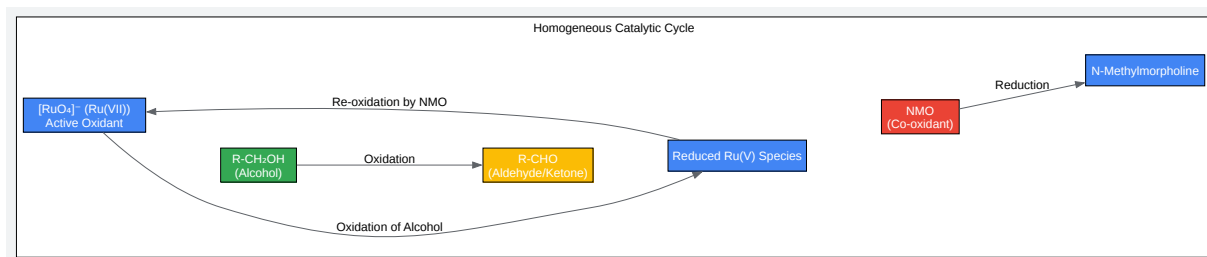 Homogeneous Catalytic Cycle
N-Methylmorpholine
Reduction
[RuO₄]⁻ (Ru(VII))
Active Oxidant
Re-oxidation by NMO
NMO
(Co-oxidant)
R-CH₂OH
(Alcohol)
Oxidation
R-CHO
(Aldehyde/Ketone)
Reduced Ru(V) Species
Oxidation of Alcohol